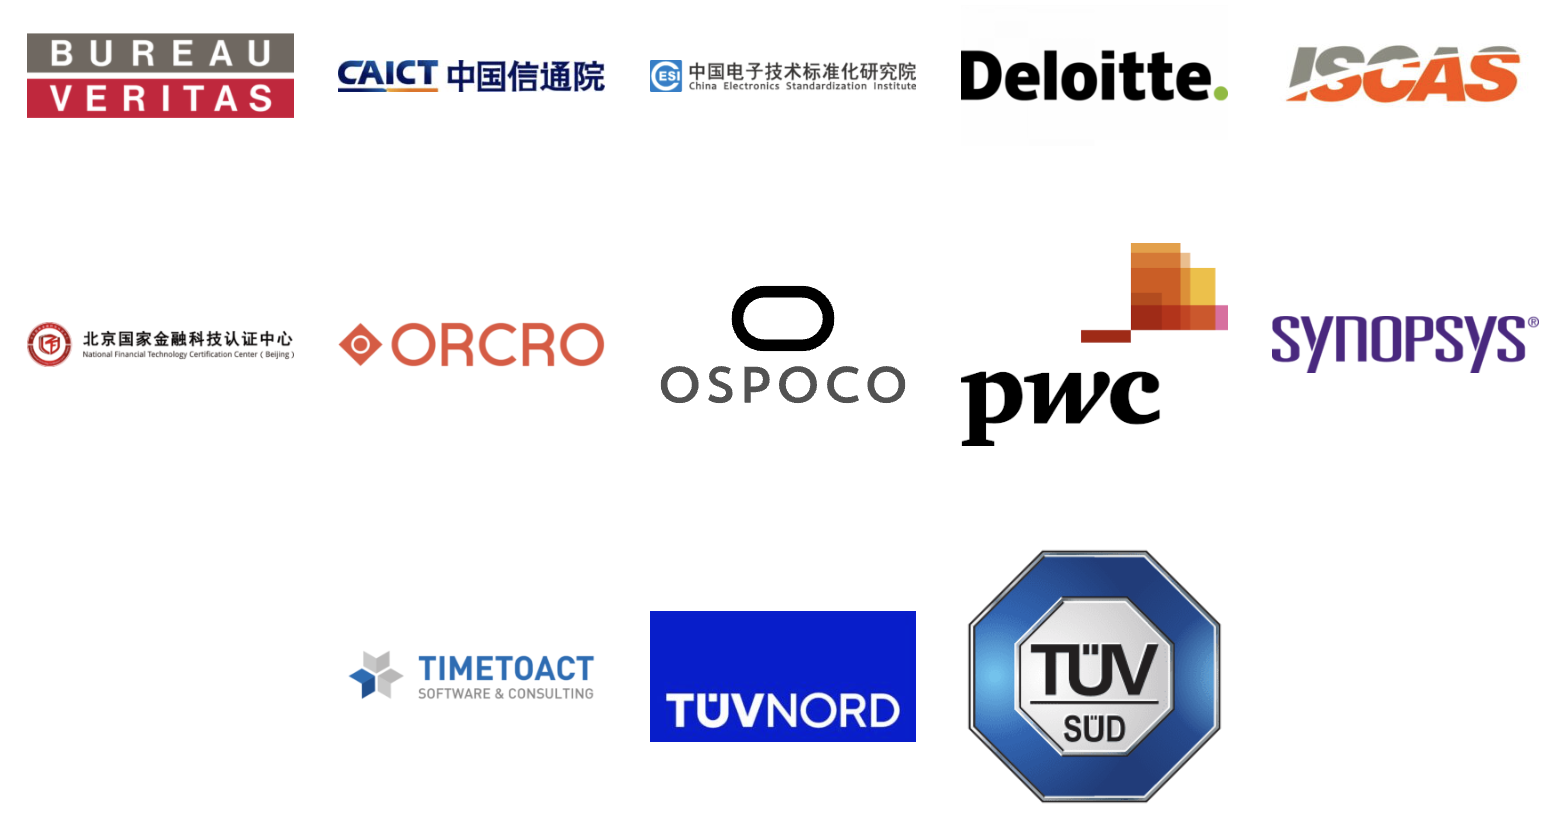 BUREAU
VERITAS
CAICT 中国信通院
CESI 中国电子技术标准化研究院
China Electronics Standardization Institute
Deloitte.
ISCAS
北京国家金融科技认证中心
National Financial Technology Certification Center ( Beijing )
ORCRO
OSPOCO
pwc
SYNOPSYS®
TIMETOACT
SOFTWARE & CONSULTING
TÜVNORD
TÜV
SÜD